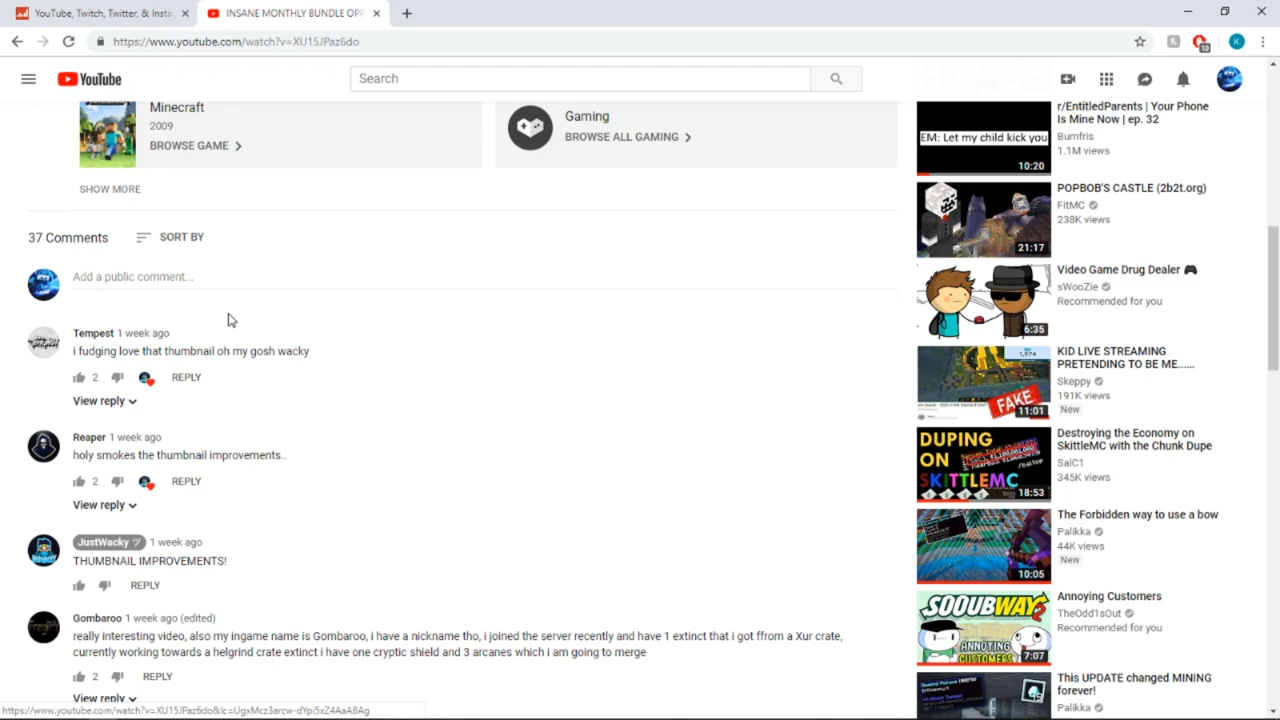 YouTube, Twitch, Twitter, & Insta
INSANE MONTHLY BUNDLE OPP
https://www.youtube.com/watch?v=XU15JPaz6do
10
K
YouTube
Search
Minecraft
2009
BROWSE GAME
Gaming
BROWSE ALL GAMING
SHOW MORE
37 Comments
SORT BY
Add a public comment...
Tempest 1 week ago
i fudging love that thumbnail oh my gosh wacky
2
REPLY
View reply
Reaper 1 week ago
holy smokes the thumbnail improvements..
2
REPLY
View reply
JustWacky ツ 1 week ago
THUMBNAIL IMPROVEMENTS!
REPLY
Gombaroo 1 week ago (edited)
really interesting video, also my ingame name is Gombaroo, i have a nickname tho, i joined the server recently and have 1 extinct that i got ffrom a Xur crate,
currently working towards a helgrind crate extinct i have one cryptic shield and 3 arcanes which i am going to merge
2
REPLY
View reply
EM: Let my child kick you
10:20
r/EntitledParents | Your Phone
Is Mine Now | ep. 32
Bumfris
1.1M views
21:17
POPBOB'S CASTLE (2b2t.org)
FitMC
238K views
6:35
Video Game Drug Dealer 🎮
sWooZie
Recommended for you
FAKE
11:01
KID LIVE STREAMING
PRETENDING TO BE ME......
Skeppy
191K views
New
DUPING
ON
SKITTLEMC
18:53
Destroying the Economy on
SkittleMC with the Chunk Dupe
SalC1
345K views
10:05
The Forbidden way to use a bow
Palikka
44K views
New
SOOUBWAY2
ANNOYING
CUSTOMERS
7:07
Annoying Customers
TheOdd1sOut
Recommended for you
This UPDATE changed MINING
forever!
Palikka